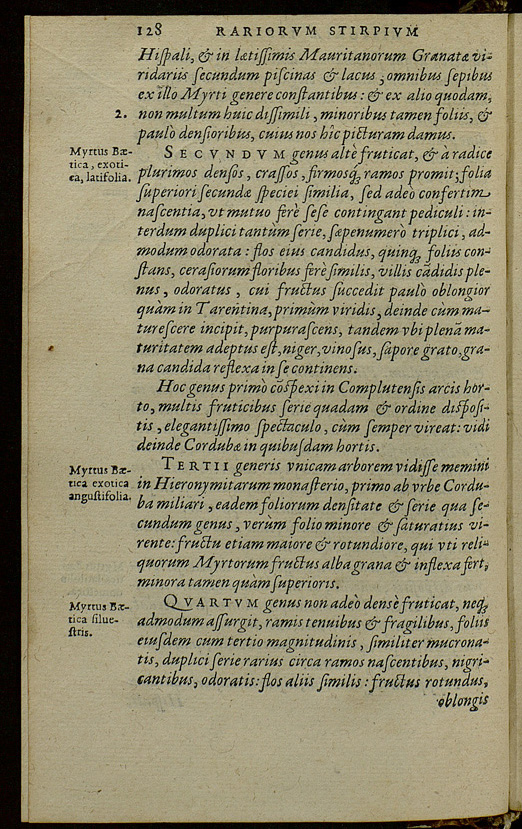 128 RARIORVM STIRPIVM
Hiſpali, & in lætiſſimis Mauritanorum Granatæ vi-
ridariis ſecundum piſcinas & lacus, omnibus ſepibus
ex illo Myrti genere conſtantibus: & ex alio quodam,
2. non multum huic diſſimili, minoribus tamen foliis, &
paulò denſioribus, cuius nos hîc picturam damus.
Myrtus Bæ-
tica, exoti-
ca, latifolia.
SECVNDVM genus altè fruticat, & à radice
plurimos denſos, craſſos, firmosq́; ramos promit; folia
ſuperiori ſecundæ ſpeciei ſimilia, ſed adeò confertim
naſcentia, vt mutuo ferè ſeſe contingant pediculi: in-
terdum duplici tantùm ſerie, ſæpenumerò triplici, ad-
modum odorata: flos eius candidus, quinq; foliis con-
ſtans, ceraſiorum floribus ferè ſimilis, villis cãdidis ple-
nus, odoratus, cui fructus ſuccedit paulò oblongior
quàm in Tarentina, primùm viridis, deinde cùm ma-
tureſcere incipit, purpuraſcens, tandem vbi plenã ma-
turitatem adeptus eſt, niger, vinoſus, ſapore grato, gra-
na candida reflexa in ſe continens.
Hoc genus primò cõſpexi in Complutenſis arcis hor-
to, multis fruticibus ſerie quadam & ordine diſpoſi-
tis, elegantiſſimo ſpectaculo, cùm ſemper vireat: vidi
deinde Cordubæ in quibuſdam hortis.
Myrtus Bæ-
tica exotica
anguſtifolia.
TERTII generis vnicam arborem vidiſſe memini
in Hieronymitarum monaſterio, primo ab vrbe Cordu-
ba miliari, eadem foliorum denſitate & ſerie qua ſe-
cundum genus, verùm folio minore & ſaturatius vi-
rente: fructu etiam maiore & rotundiore, qui vti reli-
quorum Myrtorum fructus alba grana & inflexa fert,
minora tamen quàm ſuperioris.
Myrtus Bæ-
tica ſilue-
ſtris.
QVARTVM genus non adeò denſè fruticat, neq́;
admodum aſſurgit, ramis tenuibus & fragilibus, foliis
eiuſdem cum tertio magnitudinis, ſimiliter mucrona-
tis, duplici ſerie rarius circa ramos naſcentibus, nigri-
cantibus, odoratis: flos aliis ſimilis: fructus rotundus,
oblongis